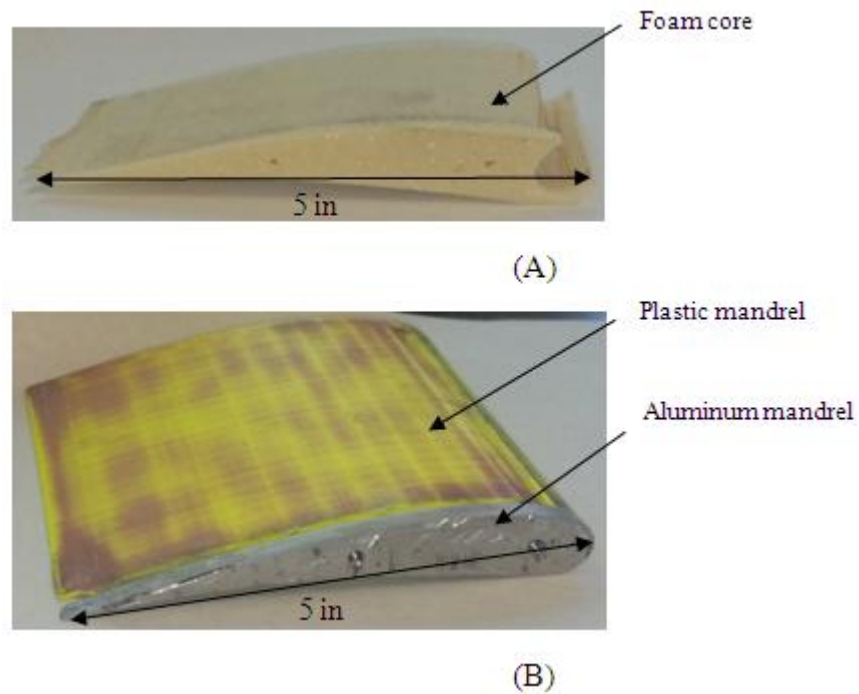 Foam core
5 in
(A)
Plastic mandrel
Aluminum mandrel
5 in
(B)